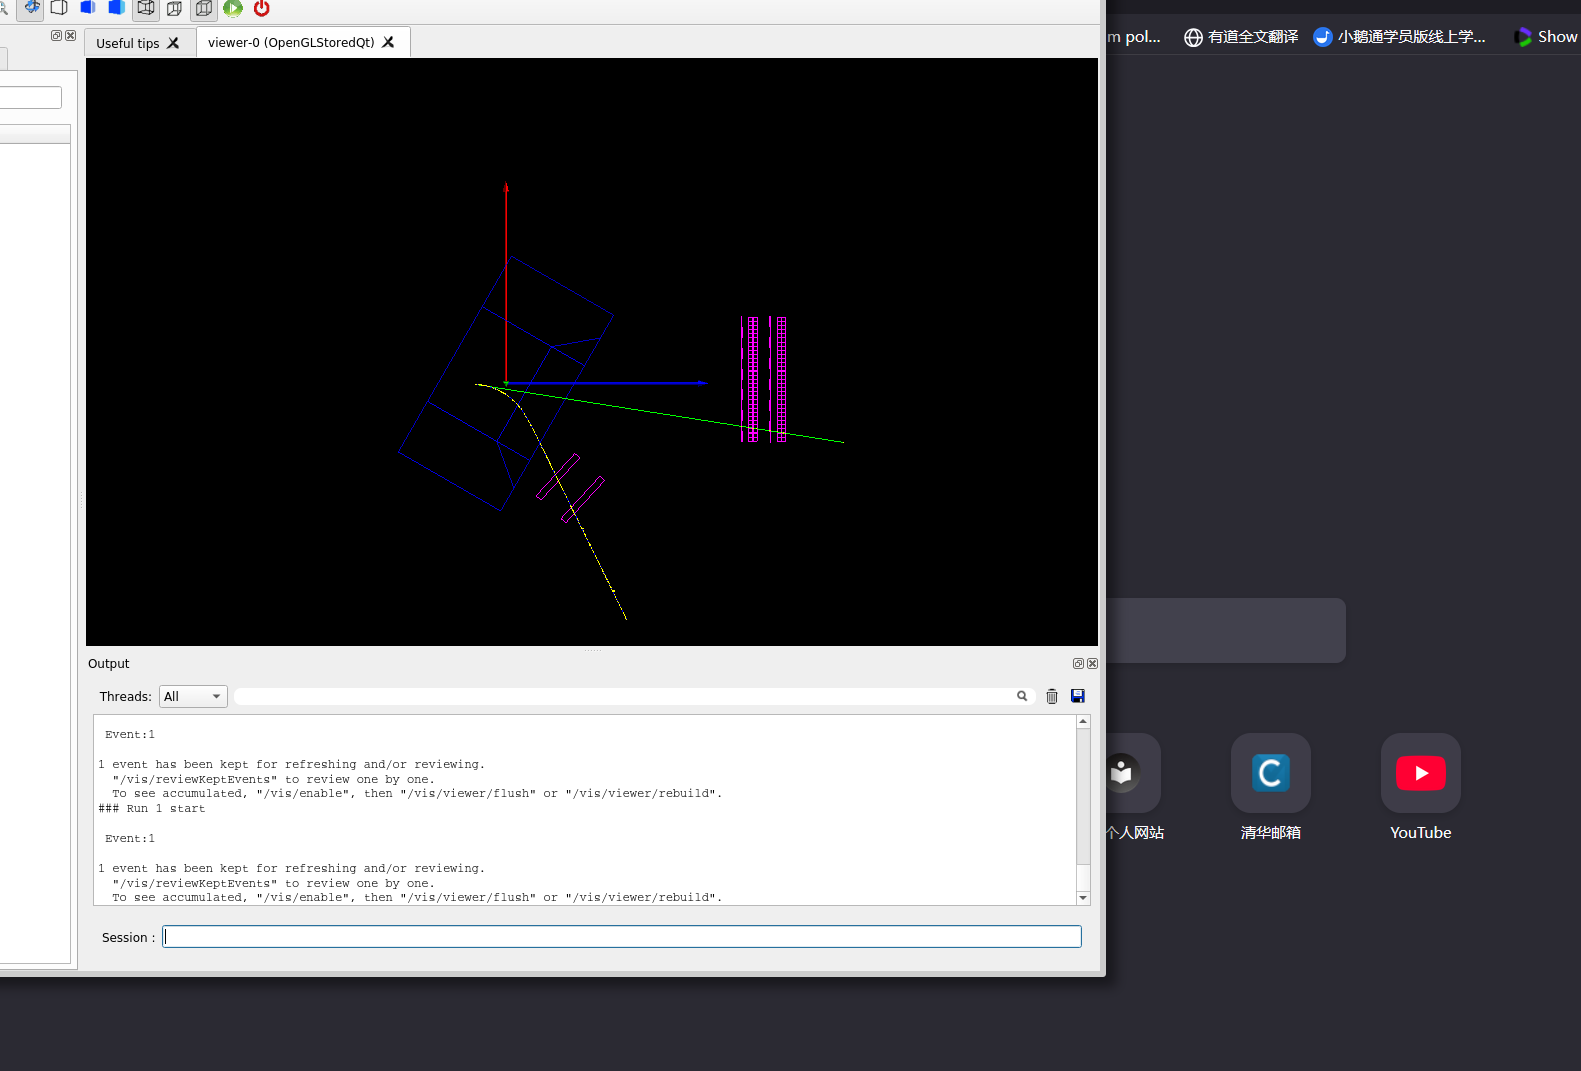 Useful tips
viewer-0 (OpenGLStoredQt)
m pol...
有道全文翻译
小鹅通学员版线上学...
Show
Output
Threads:
All
Event:1
1 event has been kept for refreshing and/or reviewing.
"/vis/reviewKeptEvents" to review one by one.
To see accumulated, "/vis/enable", then "/vis/viewer/flush" or "/vis/viewer/rebuild".
### Run 1 start
Event:1
1 event has been kept for refreshing and/or reviewing.
"/vis/reviewKeptEvents" to review one by one.
To see accumulated, "/vis/enable", then "/vis/viewer/flush" or "/vis/viewer/rebuild".
Session :
个人网站
清华邮箱
YouTube